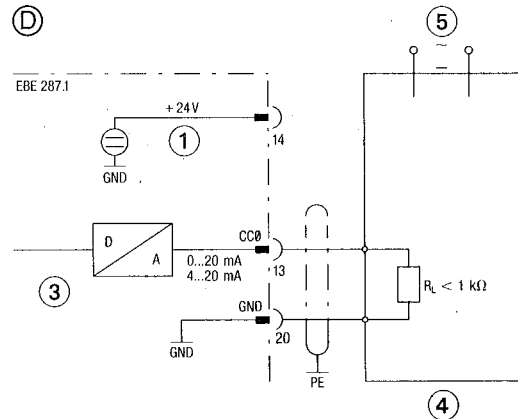 D
5
~
EBE 287.1
+24V
1
14
GND
D
A
CC0
0...20 mA
4...20 mA
13
3
RL < 1 kΩ
GND
20
GND
PE
4